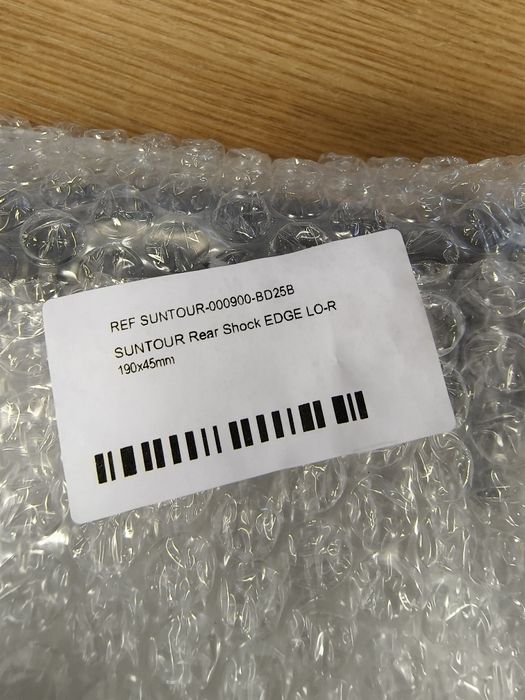 REF SUNTOUR-000900-BD25B
SUNTOUR Rear Shock EDGE LO-R
190x45mm